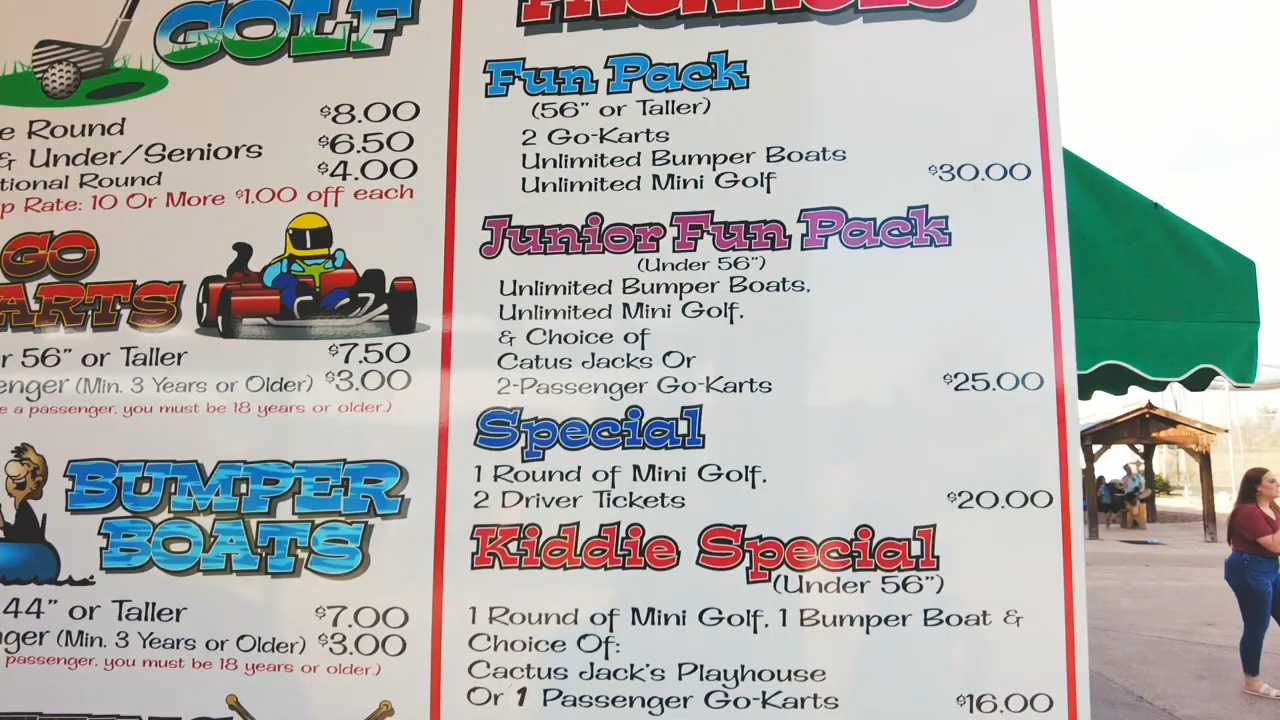 GOLF
e Round $8.00
& Under/Seniors $6.50
tional Round $4.00
p Rate: 10 Or More $1.00 off each
GO
ARTS
r 56" or Taller $7.50
enger (Min. 3 Years or Older) $3.00
e a passenger, you must be 18 years or older.)
BUMPER
BOATS
44" or Taller $7.00
nger (Min. 3 Years or Older) $3.00
passenger, you must be 18 years or older.)
PACKAGES
Fun Pack
(56" or Taller)
2 Go-Karts
Unlimited Bumper Boats
Unlimited Mini Golf $30.00
Junior Fun Pack
(Under 56")
Unlimited Bumper Boats,
Unlimited Mini Golf,
& Choice of
Catus Jacks Or
2-Passenger Go-Karts $25.00
Special
1 Round of Mini Golf,
2 Driver Tickets $20.00
Kiddie Special
(Under 56")
1 Round of Mini Golf, 1 Bumper Boat &
Choice Of:
Cactus Jack's Playhouse
Or 1 Passenger Go-Karts $16.00